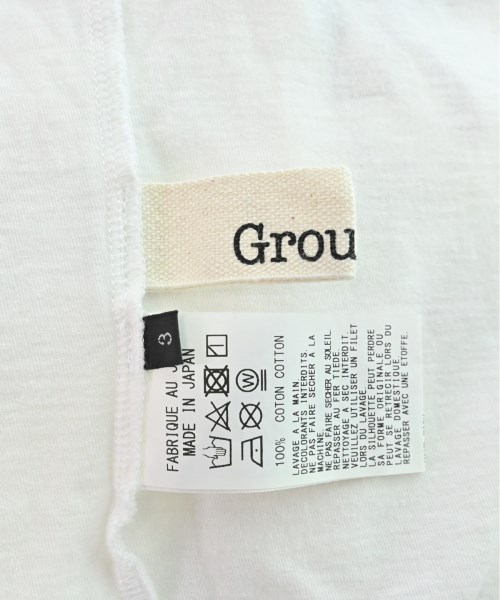 Grou
3
FABRIQUE AU J
MADE IN JAPAN
100% COTON COTTON
LAVAGE A LA MAIN.
DECOLORANTS INTERDITS.
NE PAS FAIRE SECHER A LA
MACHINE.
NE PAS FAIRE SECHER AU SOLEIL.
REPASSER AU FER TIEDE
NETTOYAGE A SEC INTERDIT.
VEUILLEZ UTILISER UN FILET
LORS DU LAVAGE.
LA SILHOUETTE PEUT PERDRE
SA FORME ORIGINALE OU
PEUT SE RETRECIR LORS DU
LAVAGE DOMESTIQUE.
REPASSER AVEC UNE ETOFFE.